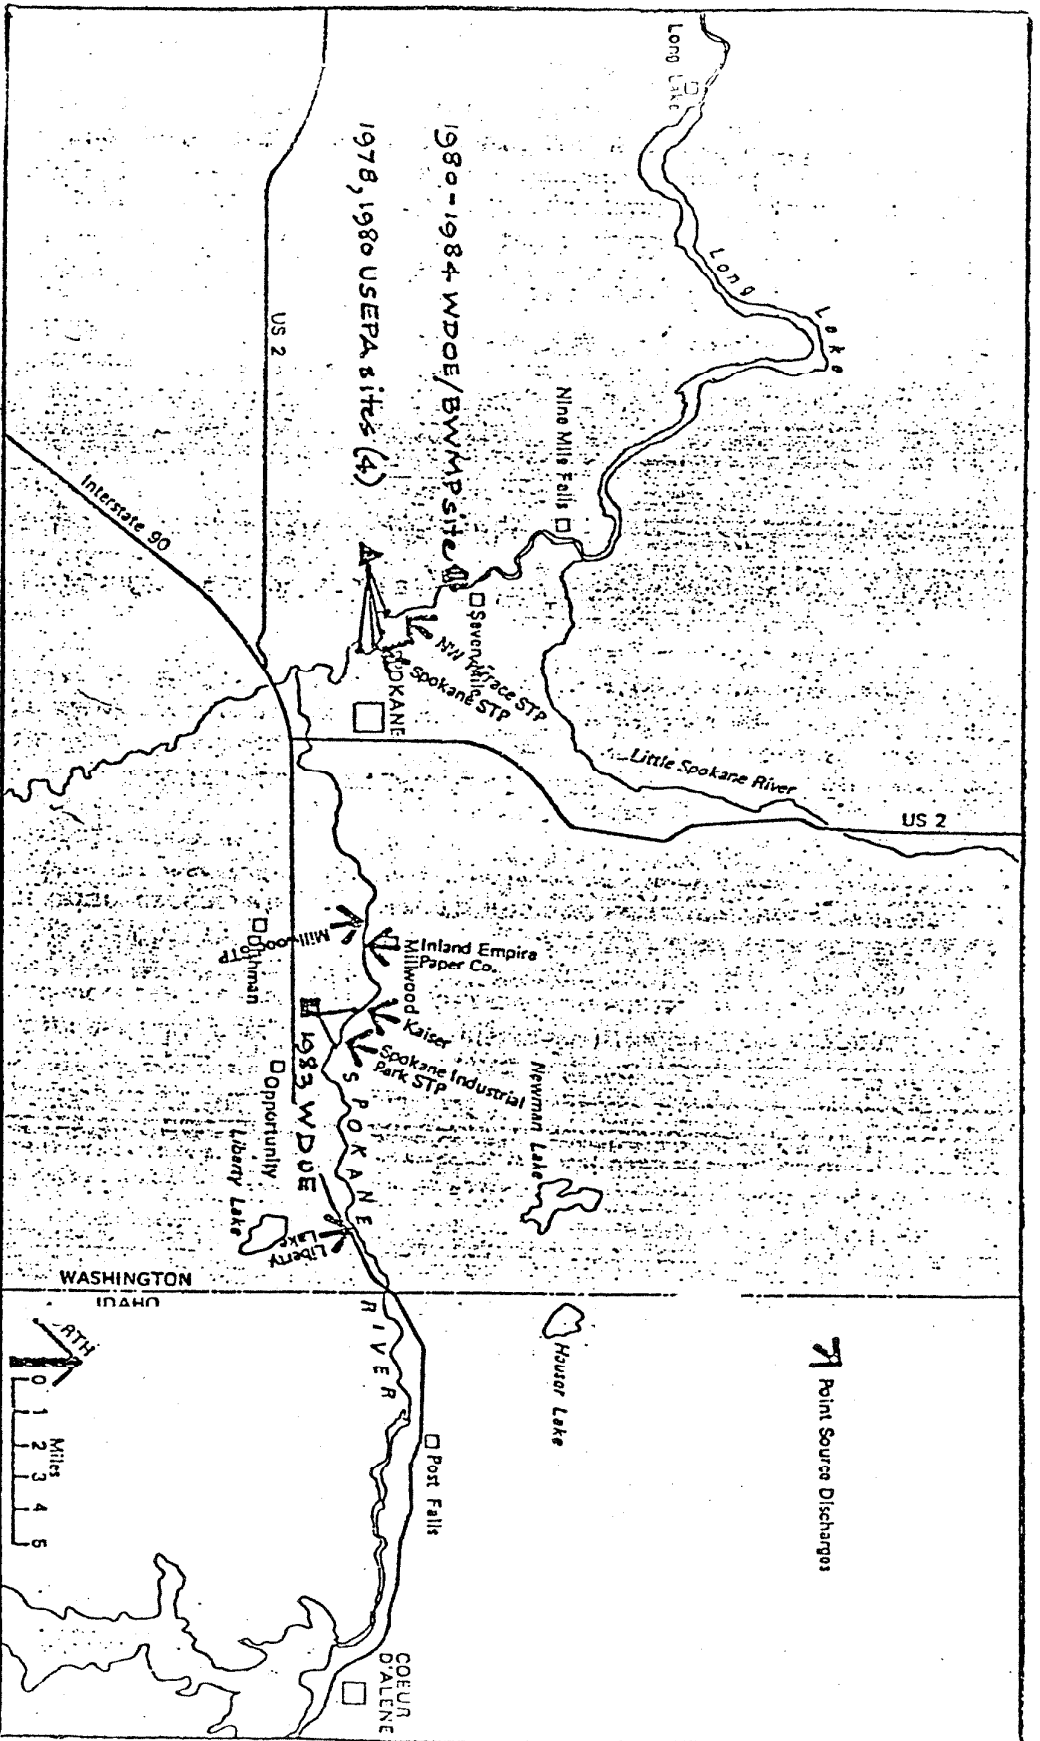 Long Lake
Long Lake
1980-1984 WDOE/BWMP site
1978, 1980 USEPA sites (4)
US 2
Interstate 90
Nine Mile Falls
Seven Mile
NW Terrace STP
Spokane STP
SPOKANE
Little Spokane River
US 2
Inland Empire
Paper Co.
Millwood
Millwood
STP
Dishman
Kaiser
Spokane Industrial
Park STP
1983 WDOE
Opportunity
Newman Lake
Liberty Lake
Liberty
Lake
SPOKANE RIVER
WASHINGTON
IDAHO
Hauser Lake
Point Source Discharges
Post Falls
COEUR
D'ALENE
0 1 2 3 4 5
Miles